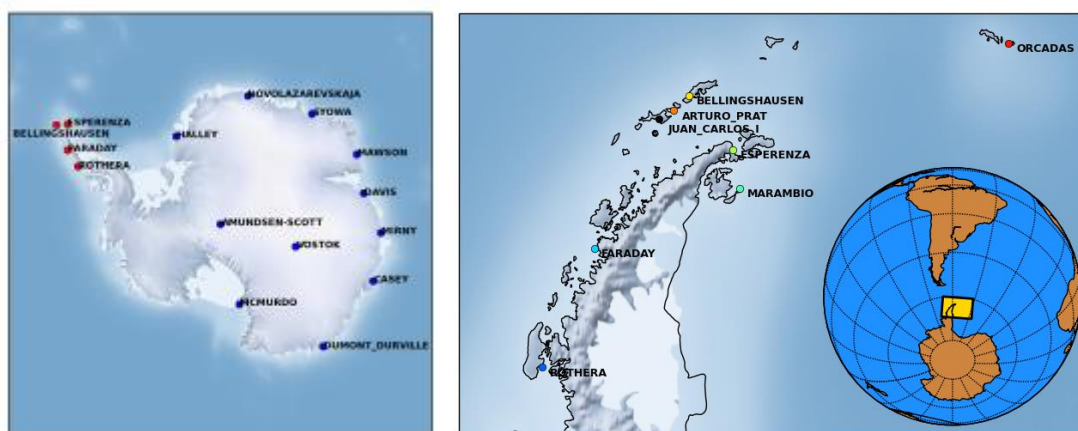 NOVOLAZAREVSKAJA
SYOWA
ESPERENZA
BELLINGSHAUSEN
HALLEY
FARADAY
MAWSON
ROTHERA
DAVIS
AMUNDSEN-SCOTT
MIRNY
VOSTOK
CASEY
MCMURDO
DUMONT_DURVILLE
ORCADAS
BELLINGSHAUSEN
ARTURO_PRAT
JUAN_CARLOS_I
ESPERENZA
MARAMBIO
FARADAY
ROTHERA